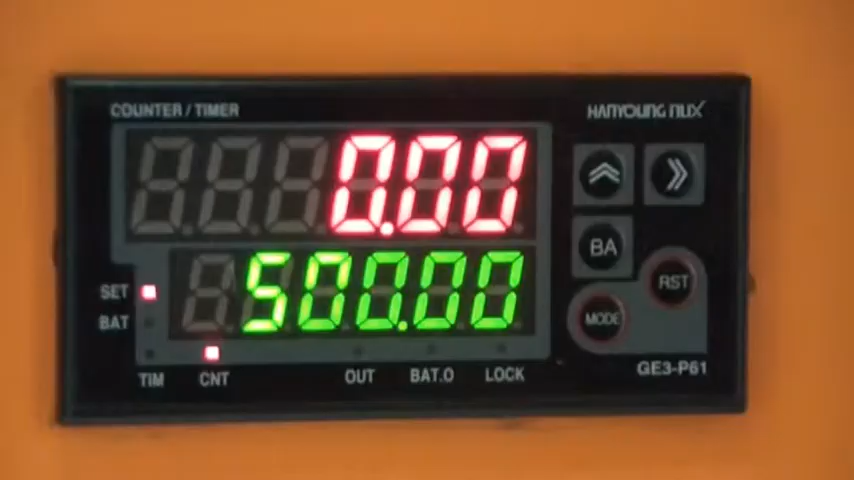 COUNTER / TIMER
HANYOUNG NUX
0.00
BA
500.00
SET
RST
BAT
MODE
TIM
CNT
OUT
BAT.O
LOCK
GE3-P61